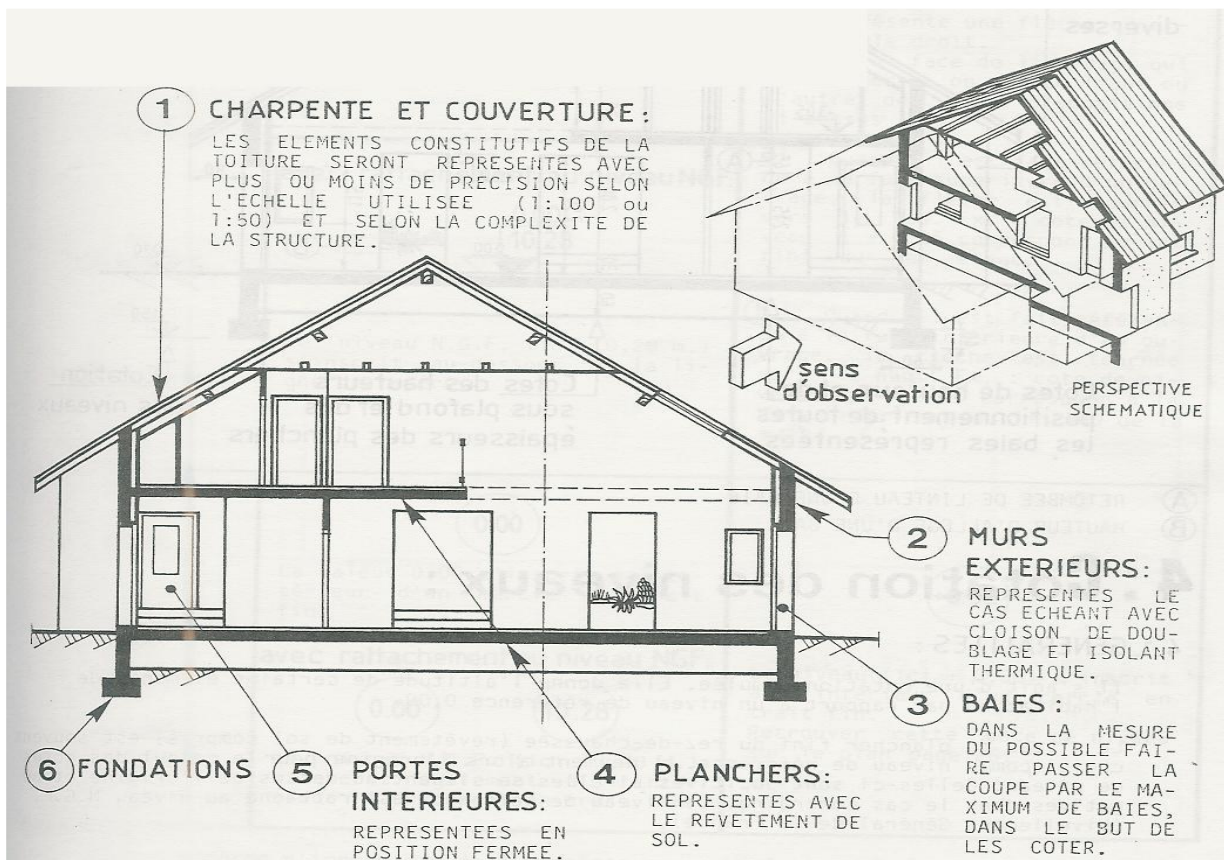 1 CHARPENTE ET COUVERTURE :
LES ELEMENTS CONSTITUTIFS DE LA
TOITURE SERONT REPRESENTES AVEC
PLUS OU MOINS DE PRECISION SELON
L'ECHELLE UTILISEE (1:100 ou
1:50) ET SELON LA COMPLEXITE DE
LA STRUCTURE.
sens
d'observation
PERSPECTIVE
SCHEMATIQUE
2 MURS
EXTERIEURS :
REPRESENTES LE
CAS ECHEANT AVEC
CLOISON DE DOU-
BLAGE ET ISOLANT
THERMIQUE.
3 BAIES :
DANS LA MESURE
DU POSSIBLE FAI-
RE PASSER LA
COUPE PAR LE MA-
XIMUM DE BAIES,
DANS LE BUT DE
LES COTER.
4 PLANCHERS :
REPRESENTES AVEC
LE REVETEMENT DE
SOL.
5 PORTES
INTERIEURES :
REPRESENTEES EN
POSITION FERMEE.
6 FONDATIONS